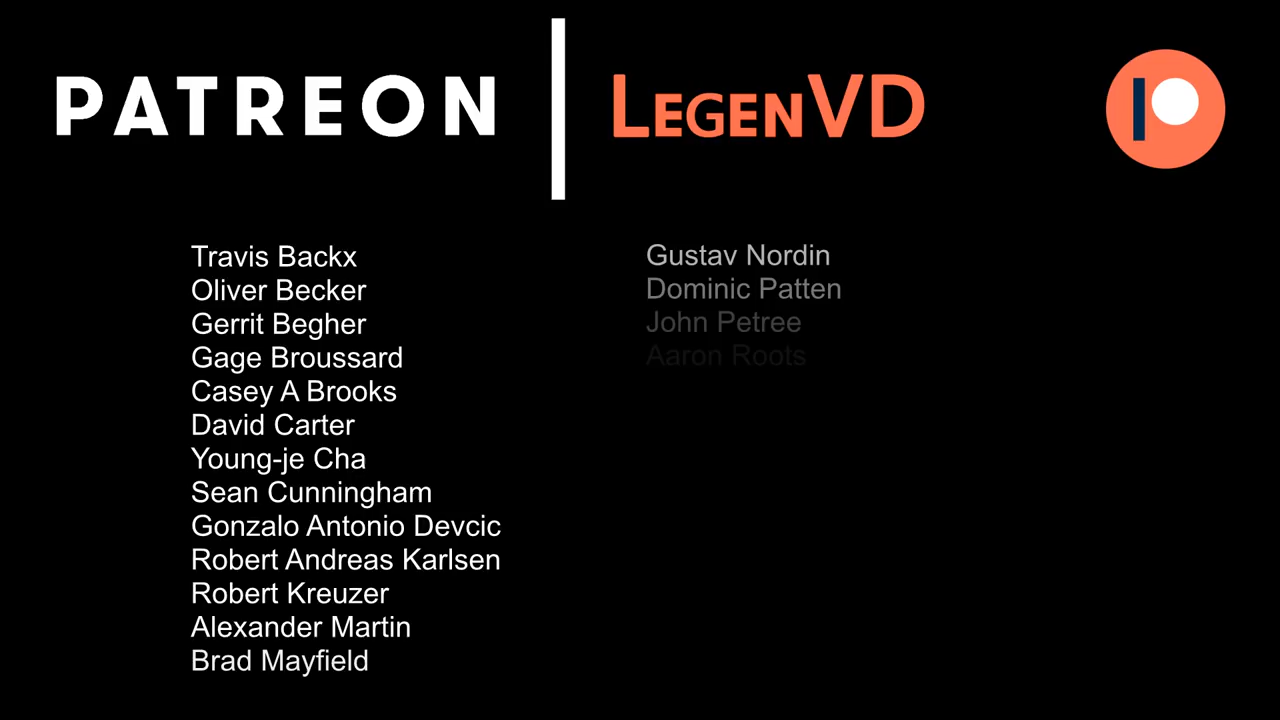 PATREON
LEGENVD
Travis Backx
Oliver Becker
Gerrit Begher
Gage Broussard
Casey A Brooks
David Carter
Young-je Cha
Sean Cunningham
Gonzalo Antonio Devcic
Robert Andreas Karlsen
Robert Kreuzer
Alexander Martin
Brad Mayfield
Gustav Nordin
Dominic Patten
John Petree
Aaron Roots